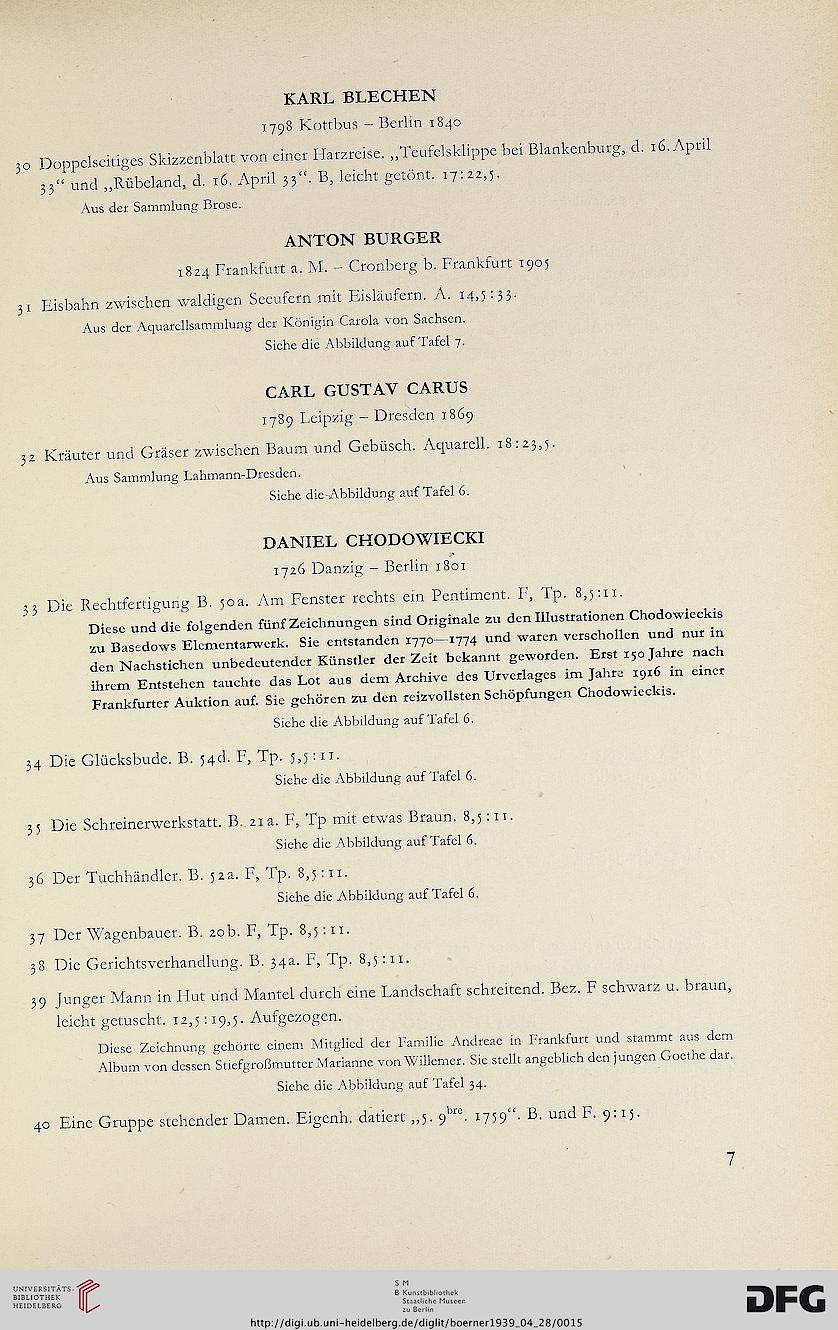 KARL BLECHEN
1798 Kottbus – Berlin 1840
30 Doppelseitiges Skizzenblatt von einer Harzreise. „Teufelsklippe bei Blankenburg, d. 16. April
33“ und „Rübeland, d. 16. April 33“. B, leicht getönt. 17:22,5.
Aus der Sammlung Brose.
ANTON BURGER
1824 Frankfurt a. M. – Cronberg b. Frankfurt 1905
31 Eisbahn zwischen waldigen Seeufern mit Eisläufern. A. 14,5:33.
Aus der Aquarellsammlung der Königin Carola von Sachsen.
Siehe die Abbildung auf Tafel 7.
CARL GUSTAV CARUS
1789 Leipzig – Dresden 1869
32 Kräuter und Gräser zwischen Baum und Gebüsch. Aquarell. 18:23,5.
Aus Sammlung Lahmann-Dresden.
Siehe die Abbildung auf Tafel 6.
DANIEL CHODOWIECKI
1726 Danzig – Berlin 1801
33 Die Rechtfertigung B. 50a. Am Fenster rechts ein Pentiment. F, Tp. 8,5:11.
Diese und die folgenden fünf Zeichnungen sind Originale zu den Illustrationen Chodowieckis
zu Basedows Elementarwerk. Sie entstanden 1770—1774 und waren verschollen und nur in
den Nachstichen unbedeutender Künstler der Zeit bekannt geworden. Erst 150 Jahre nach
ihrem Entstehen tauchte das Lot aus dem Archive des Urverlages im Jahre 1916 in einer
Frankfurter Auktion auf. Sie gehören zu den reizvollsten Schöpfungen Chodowieckis.
Siehe die Abbildung auf Tafel 6.
34 Die Glücksbude. B. 54d. F, Tp. 5,5:11.
Siehe die Abbildung auf Tafel 6.
35 Die Schreinerwerkstatt. B. 21a. F, Tp mit etwas Braun. 8,5:11.
Siehe die Abbildung auf Tafel 6.
36 Der Tuchhändler. B. 52a. F, Tp. 8,5:11.
Siehe die Abbildung auf Tafel 6.
37 Der Wagenbauer. B. 20b. F, Tp. 8,5:11.
38 Die Gerichtsverhandlung. B. 34a. F, Tp. 8,5:11.
39 Junger Mann in Hut und Mantel durch eine Landschaft schreitend. Bez. F schwarz u. braun,
leicht getuscht. 12,5:19,5. Aufgezogen.
Diese Zeichnung gehörte einem Mitglied der Familie Andreae in Frankfurt und stammt aus dem
Album von dessen Stiefgroßmutter Marianne von Willemer. Sie stellt angeblich den jungen Goethe dar.
Siehe die Abbildung auf Tafel 34.
40 Eine Gruppe stehender Damen. Eigenh. datiert „5. 9bre. 1759“. B. und F. 9:15.
7
UNIVERSITÄTS-
BIBLIOTHEK
HEIDELBERG
S M
B Kunstbibliothek
Staatliche Museen
zu Berlin
DFG
http://digi.ub.uni-heidelberg.de/diglit/boerner1939_04_28/0015